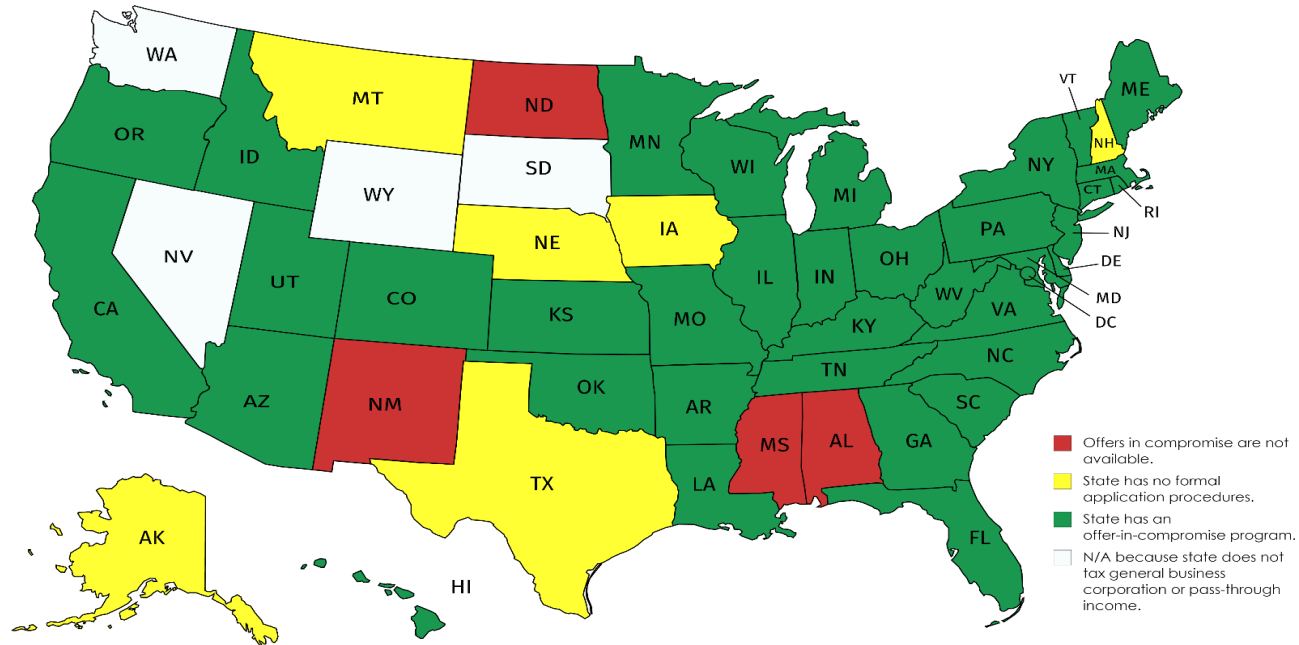 WA
MT
ND
MN
OR
ID
SD
WY
WI
MI
NY
VT
ME
NH
MA
CT
RI
NJ
PA
IA
NE
NV
UT
CO
CA
KS
MO
IL
IN
OH
WV
DE
MD
DC
VA
KY
NC
TN
AZ
NM
OK
AR
SC
MS
AL
GA
TX
LA
FL
AK
HI
Offers in compromise are not
available.
State has no formal
application procedures.
State has an
offer-in-compromise program.
N/A because state does not
tax general business
corporation or pass-through
income.